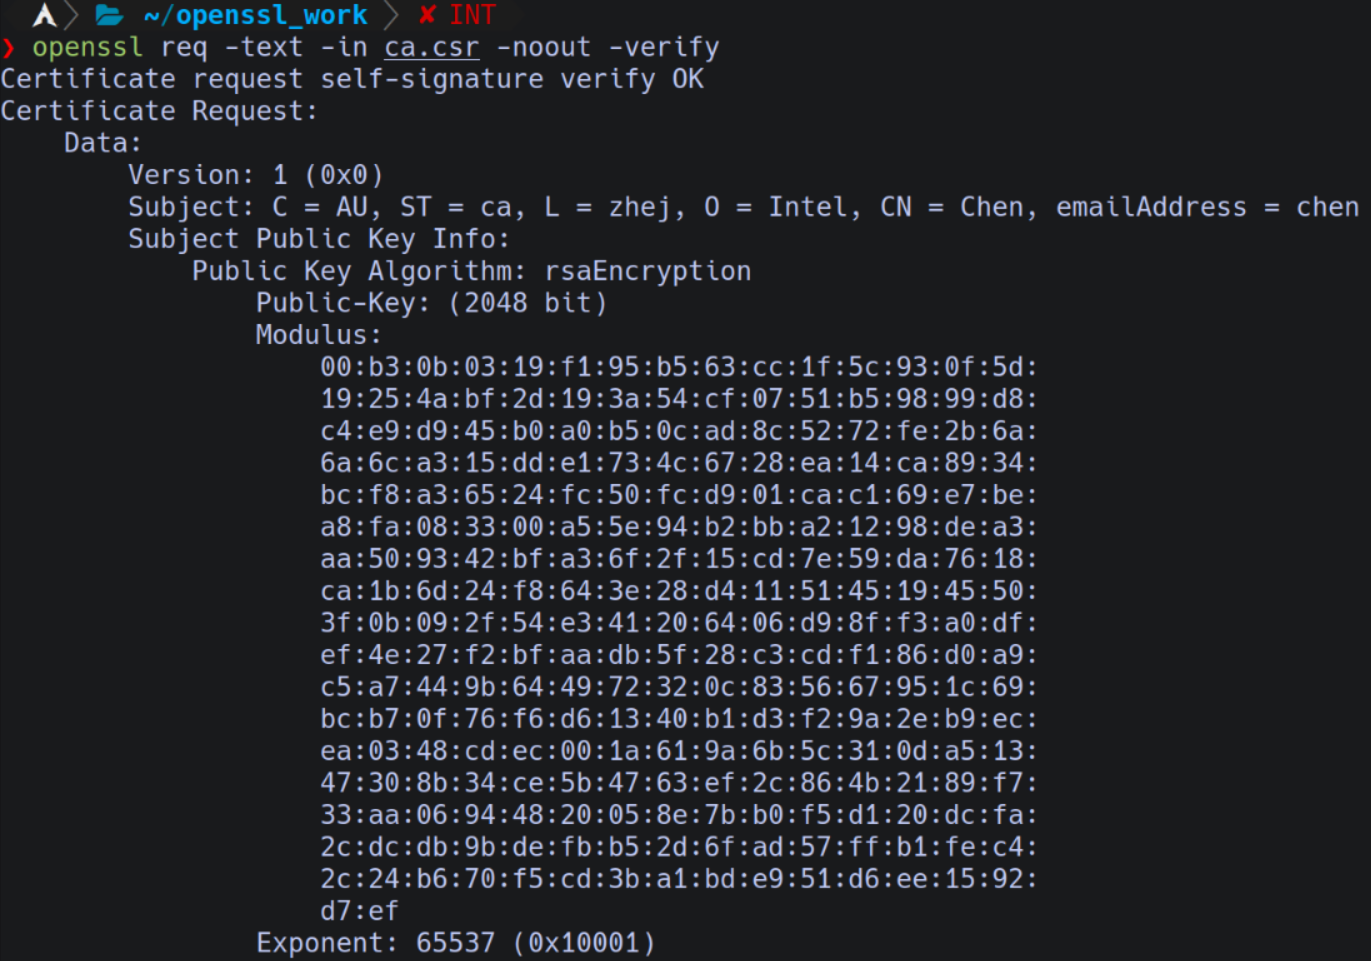 ~/openssl_work ✘ INT
❯ openssl req -text -in ca.csr -noout -verify
Certificate request self-signature verify OK
Certificate Request:
    Data:
        Version: 1 (0x0)
        Subject: C = AU, ST = ca, L = zhej, O = Intel, CN = Chen, emailAddress = chen
        Subject Public Key Info:
            Public Key Algorithm: rsaEncryption
                Public-Key: (2048 bit)
                Modulus:
                    00:b3:0b:03:19:f1:95:b5:63:cc:1f:5c:93:0f:5d:
                    19:25:4a:bf:2d:19:3a:54:cf:07:51:b5:98:99:d8:
                    c4:e9:d9:45:b0:a0:b5:0c:ad:8c:52:72:fe:2b:6a:
                    6a:6c:a3:15:dd:e1:73:4c:67:28:ea:14:ca:89:34:
                    bc:f8:a3:65:24:fc:50:fc:d9:01:ca:c1:69:e7:be:
                    a8:fa:08:33:00:a5:5e:94:b2:bb:a2:12:98:de:a3:
                    aa:50:93:42:bf:a3:6f:2f:15:cd:7e:59:da:76:18:
                    ca:1b:6d:24:f8:64:3e:28:d4:11:51:45:19:45:50:
                    3f:0b:09:2f:54:e3:41:20:64:06:d9:8f:f3:a0:df:
                    ef:4e:27:f2:bf:aa:db:5f:28:c3:cd:f1:86:d0:a9:
                    c5:a7:44:9b:64:49:72:32:0c:83:56:67:95:1c:69:
                    bc:b7:0f:76:f6:d6:13:40:b1:d3:f2:9a:2e:b9:ec:
                    ea:03:48:cd:ec:00:1a:61:9a:6b:5c:31:0d:a5:13:
                    47:30:8b:34:ce:5b:47:63:ef:2c:86:4b:21:89:f7:
                    33:aa:06:94:48:20:05:8e:7b:b0:f5:d1:20:dc:fa:
                    2c:dc:db:9b:de:fb:b5:2d:6f:ad:57:ff:b1:fe:c4:
                    2c:24:b6:70:f5:cd:3b:a1:bd:e9:51:d6:ee:15:92:
                    d7:ef
                Exponent: 65537 (0x10001)